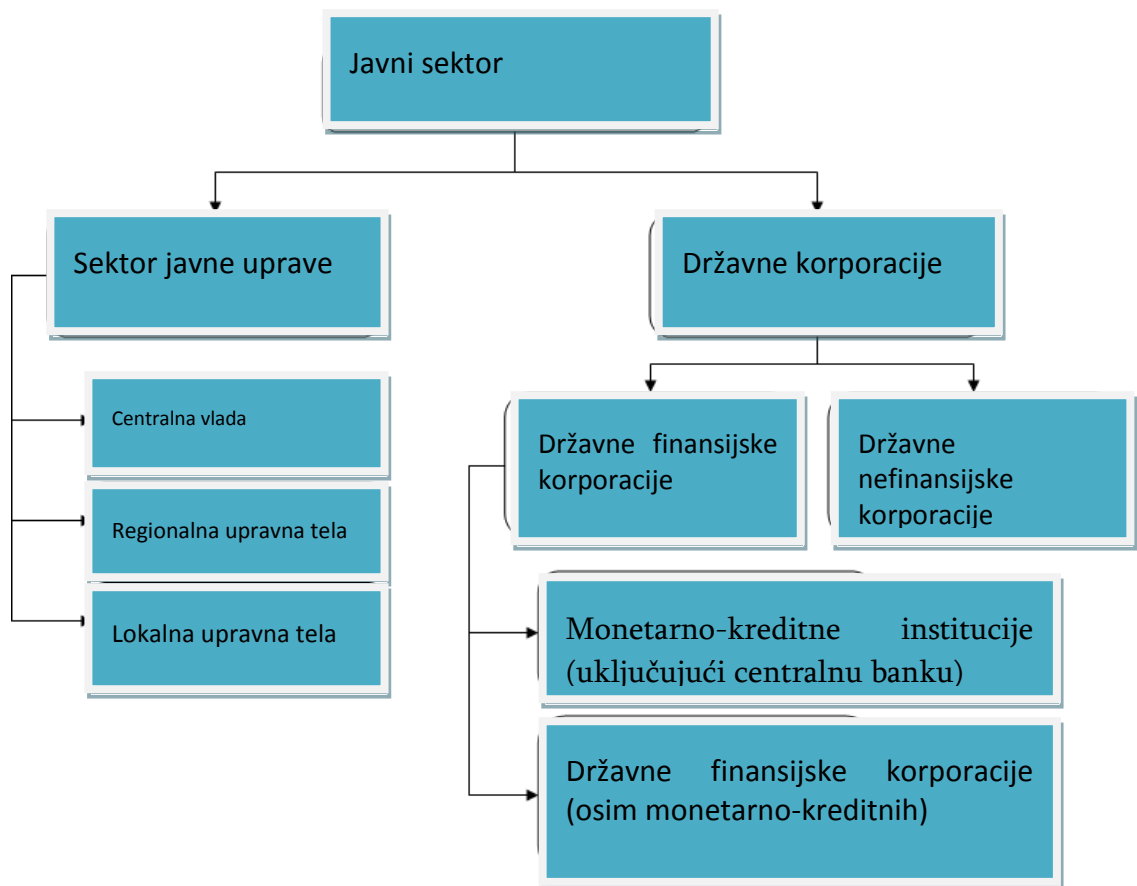 Javni sektor
Sektor javne uprave
Državne korporacije
Centralna vlada
Regionalna upravna tela
Lokalna upravna tela
Državne finansijske
korporacije
Državne
nefinansijske
korporacije
Monetarno-kreditne institucije
(uključujući centralnu banku)
Državne finansijske korporacije
(osim monetarno-kreditnih)